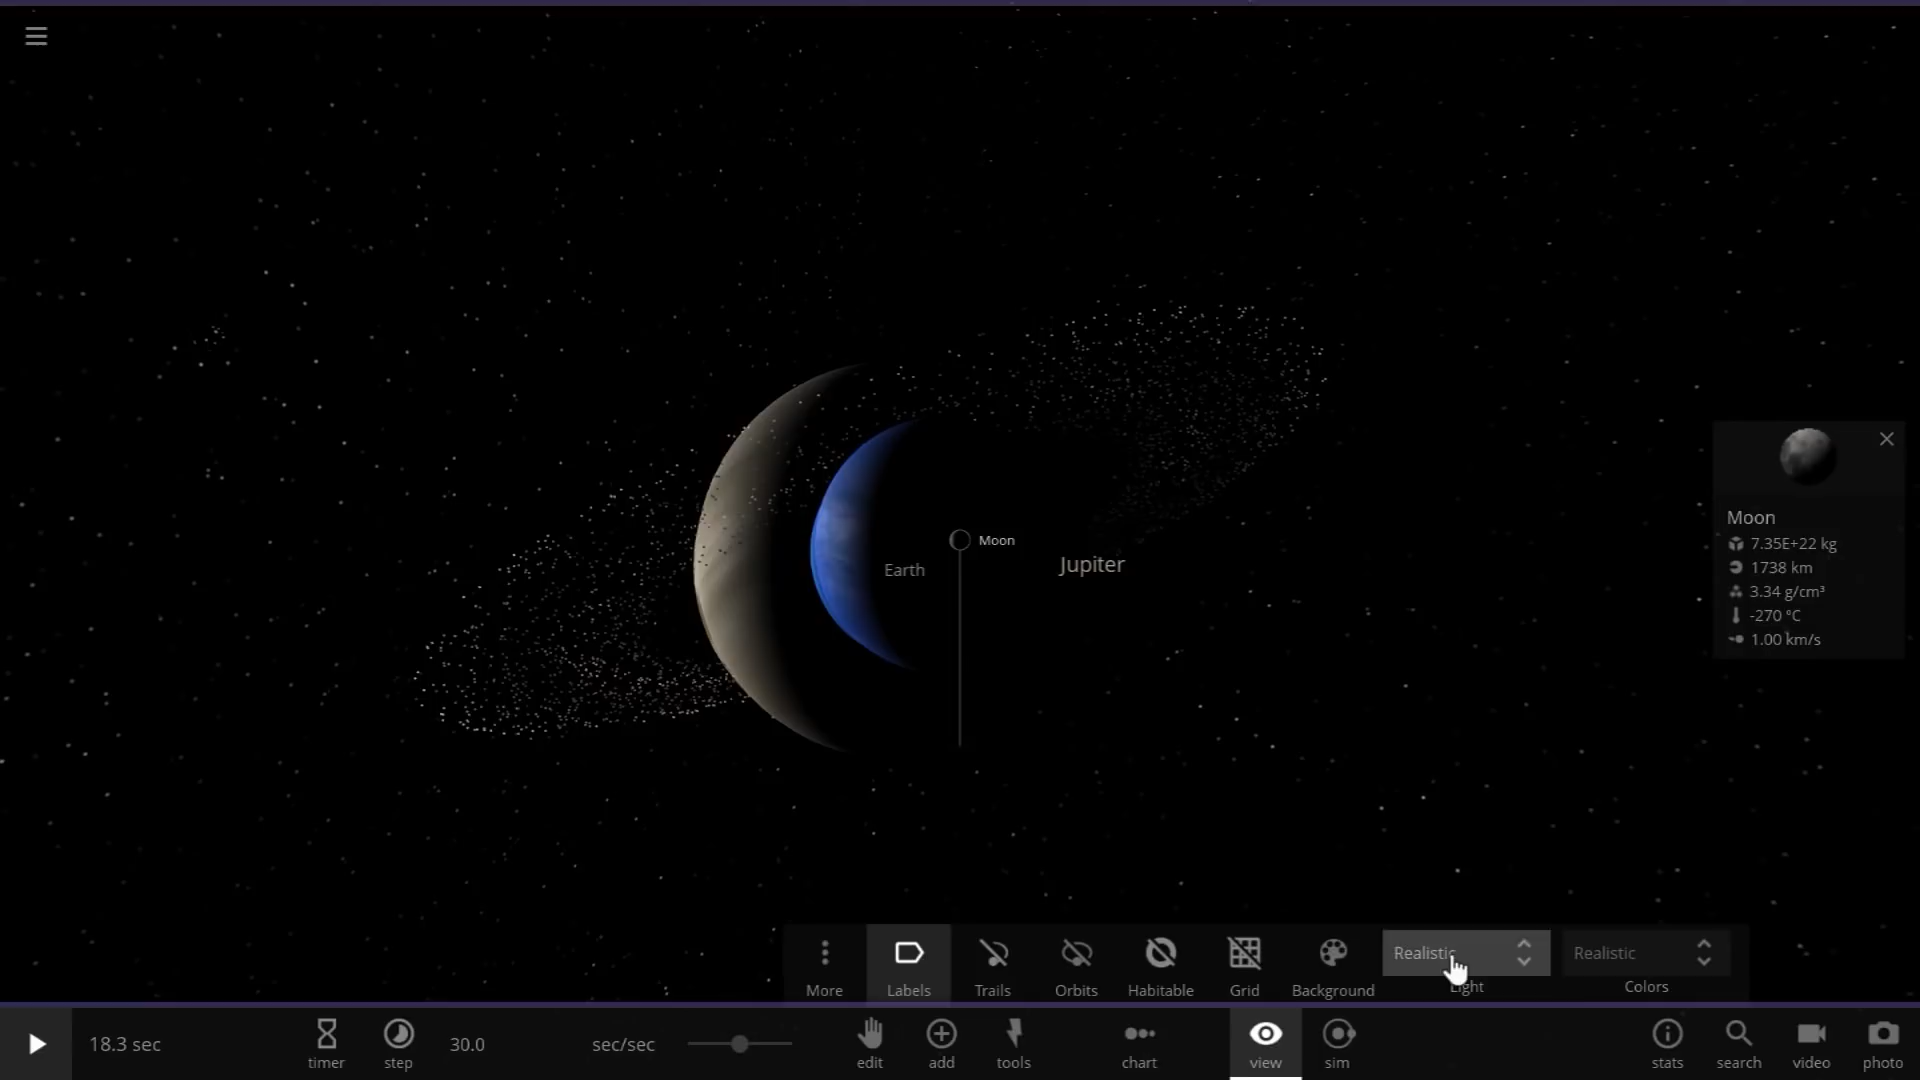 Moon
Earth
Jupiter
Moon
7.35E+22 kg
1738 km
3.34 g/cm³
-270 °C
1.00 km/s
Realistic
Realistic
More
Labels
Trails
Orbits
Habitable
Grid
Background
Light
Colors
18.3 sec
timer
step
30.0
sec/sec
edit
add
tools
chart
view
sim
stats
search
video
photo